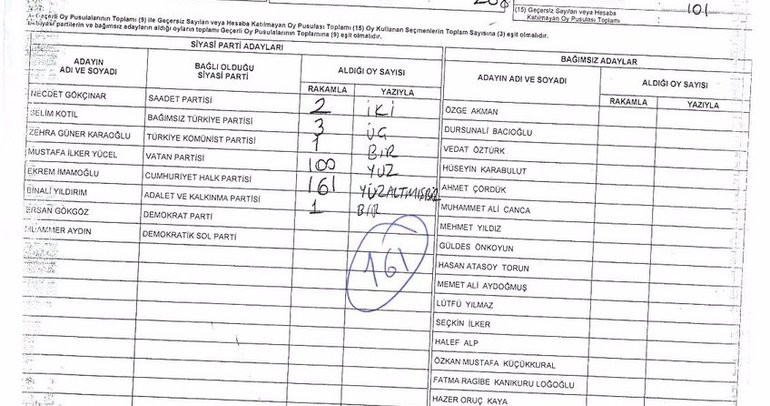 (15) Geçersiz Sayılan veya Hesaba
Katılmayan Oy Pusulası Toplamı
101
Geçerli Oy Pusulalarının Toplamı (9) ile Geçersiz Sayılan veya Hesaba Katılmayan Oy Pusulası Toplamı (15) Oy Kullanan Seçmenlerin Toplam Sayısına (3) eşit olmalıdır.
Siyasi partilerin ve bağımsız adayların aldığı oyların toplamı Geçerli Oy Pusulalarının Toplamına (9) eşit olmalıdır.
SİYASİ PARTİ ADAYLARI
BAĞIMSIZ ADAYLAR
ADAYIN ADI VE SOYADI
BAĞLI OLDUĞU SİYASİ PARTİ
ALDIĞI OY SAYISI
RAKAMLA YAZIYLA
ADAYIN ADI VE SOYADI
ALDIĞI OY SAYISI
RAKAMLA YAZIYLA
NECDET GÖKÇINAR SAADET PARTİSİ 2 İKİ
SELİM KOTİL BAĞIMSIZ TÜRKİYE PARTİSİ 3 ÜÇ
ZEHRA GÜNER KARAOĞLU TÜRKİYE KOMÜNİST PARTİSİ 1 BİR
MUSTAFA İLKER YÜCEL VATAN PARTİSİ 100 YÜZ
EKREM İMAMOĞLU CUMHURİYET HALK PARTİSİ 161 YÜZALTMIŞBİR
BİNALİ YILDIRIM ADALET VE KALKINMA PARTİSİ 1 BİR
ERSAN GÖKGÖZ DEMOKRAT PARTİ
MUAMMER AYDIN DEMOKRATİK SOL PARTİ
161
ÖZGE AKMAN
DURSUNALİ BACIOĞLU
VEDAT ÖZTÜRK
HÜSEYİN KARABULUT
AHMET ÇORDÜK
MUHAMMET ALİ CANCA
MEHMET YILDIZ
GÜLDES ÖNKOYUN
HASAN ATASOY TORUN
MEMET ALİ AYDOĞMUŞ
LÜTFÜ YILMAZ
SEÇKİN İLKER
HALEF ALP
ÖZKAN MUSTAFA KÜÇÜKKURAL
FATMA RAGİBE KANIKURU LOĞOĞLU
HAZER ORUÇ KAYA